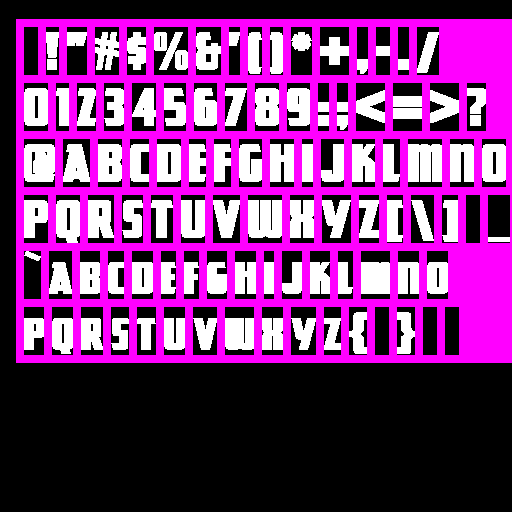 !"#$%&'()*+,-./
0123456789:;<=>?
@ABCDEFGHIJKLMNO
PQRSTUVWXYZ[\] _
`ABCDEFGHIJKLMNO
PQRSTUVWXYZ{ }